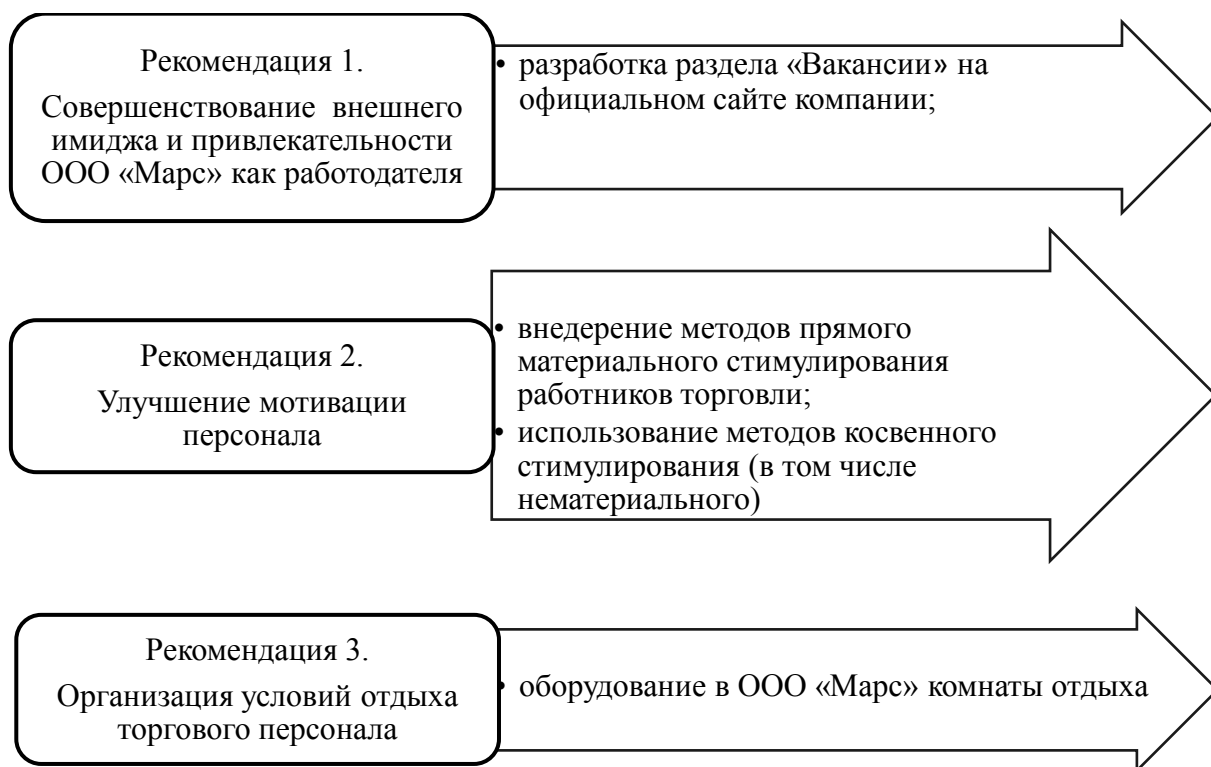 Рекомендация 1.
Совершенствование внешнего
имиджа и привлекательности
ООО «Марс» как работодателя
• разработка раздела «Вакансии» на
официальном сайте компании;
Рекомендация 2.
Улучшение мотивации
персонала
• внедерение методов прямого
материального стимулирования
работников торговли;
• использование методов косвенного
стимулирования (в том числе
нематериального)
Рекомендация 3.
Организация условий отдыха
торгового персонала
• оборудование в ООО «Марс» комнаты отдыха